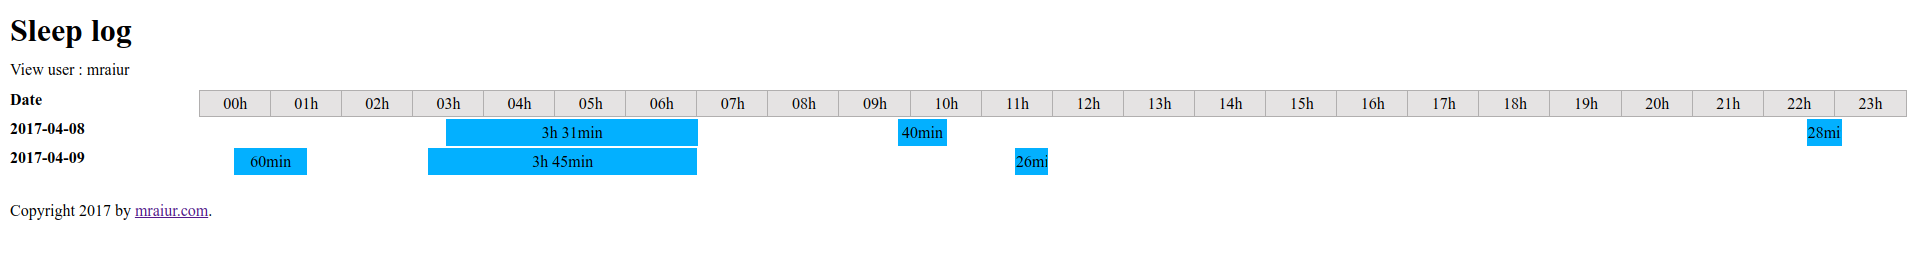 Sleep log
View user : mraiur
Date 00h 01h 02h 03h 04h 05h 06h 07h 08h 09h 10h 11h 12h 13h 14h 15h 16h 17h 18h 19h 20h 21h 22h 23h
2017-04-08 3h 31min 40min 28mi
2017-04-09 60min 3h 45min 26mi
Copyright 2017 by mraiur.com.